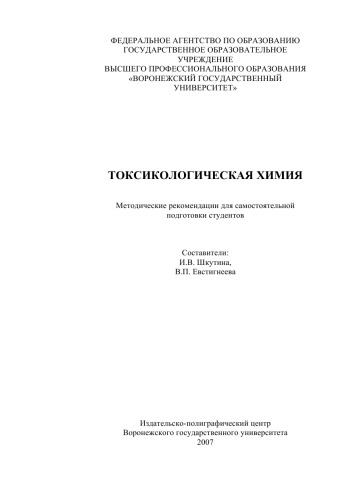 ФЕДЕРАЛЬНОЕ АГЕНТСТВО ПО ОБРАЗОВАНИЮ
ГОСУДАРСТВЕННОЕ ОБРАЗОВАТЕЛЬНОЕ
УЧРЕЖДЕНИЕ
ВЫСШЕГО ПРОФЕССИОНАЛЬНОГО ОБРАЗОВАНИЯ
«ВОРОНЕЖСКИЙ ГОСУДАРСТВЕННЫЙ
УНИВЕРСИТЕТ»
ТОКСИКОЛОГИЧЕСКАЯ ХИМИЯ
Методические рекомендации для самостоятельной
подготовки студентов
Составители:
И.В. Шкутина,
В.П. Евстигнеева
Издательско-полиграфический центр
Воронежского государственного университета
2007